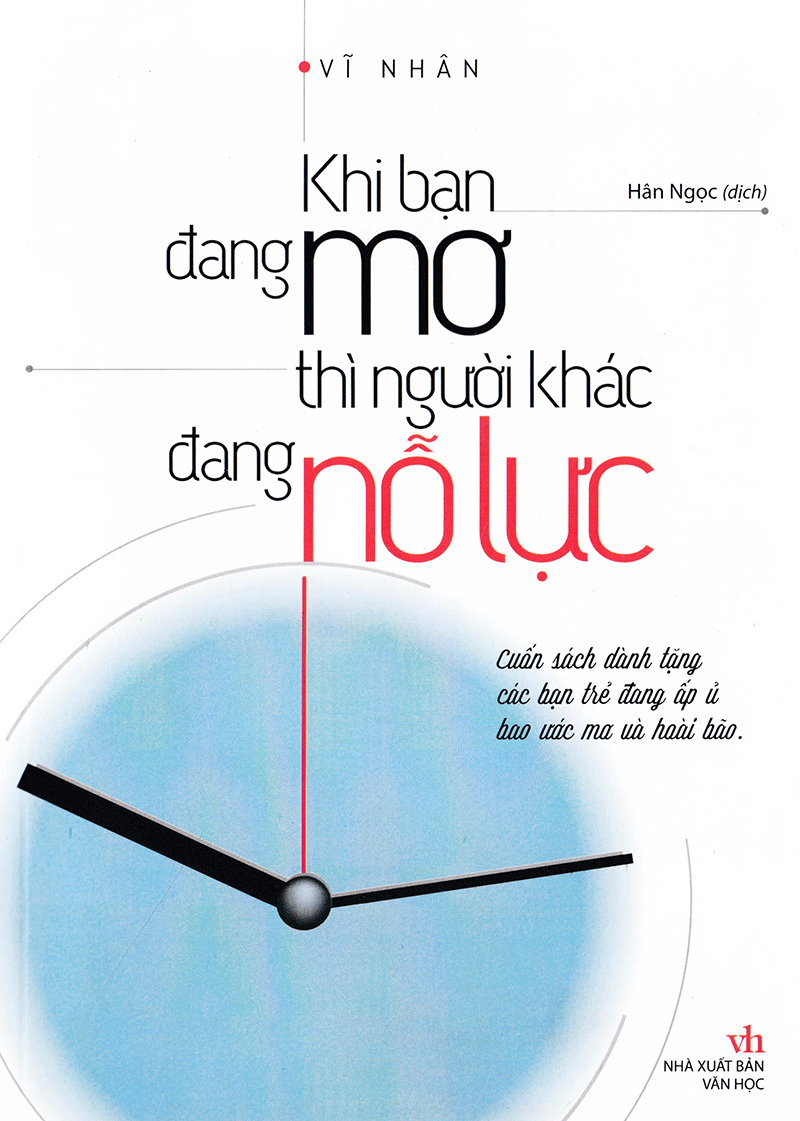 VĨ NHÂN
Khi bạn
Hân Ngọc (dịch)
đang mơ
thì người khác
đang nỗ lực
Cuốn sách dành tặng
các bạn trẻ đang ấp ủ
bao ước mơ và hoài bão.
vh
NHÀ XUẤT BẢN
VĂN HỌC